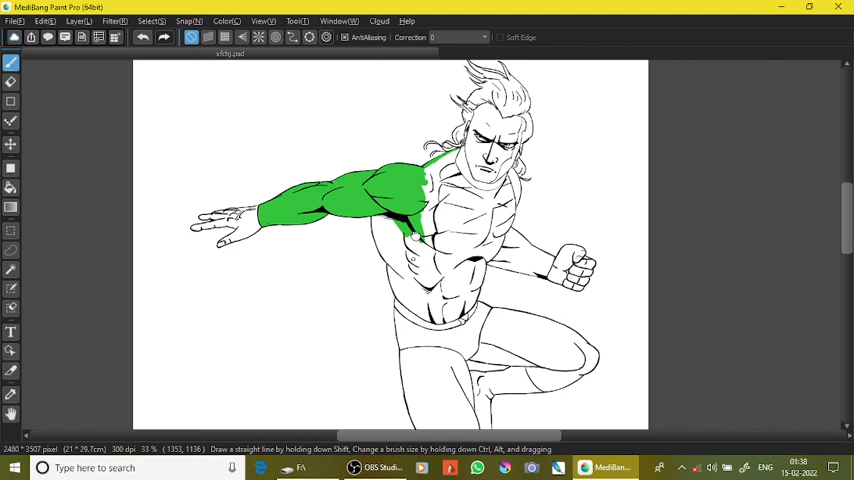 MediBang Paint Pro (64bit)
File(F) Edit(E) Layer(L) Filter(R) Select(S) Snap(N) Color(C) View(V) Tool(T) Window(W) Cloud Help
AntiAliasing Correction 0 Soft Edge
xfchj.psd
T
2480 * 3507 pixel (21 * 29.7cm) 300 dpi 33 % ( 1353, 1136 ) Draw a straight line by holding down Shift, Change a brush size by holding down Ctrl, Alt, and dragging
Type here to search F:\ OBS Studi... MediBang... ENG 01:38
15-02-2022